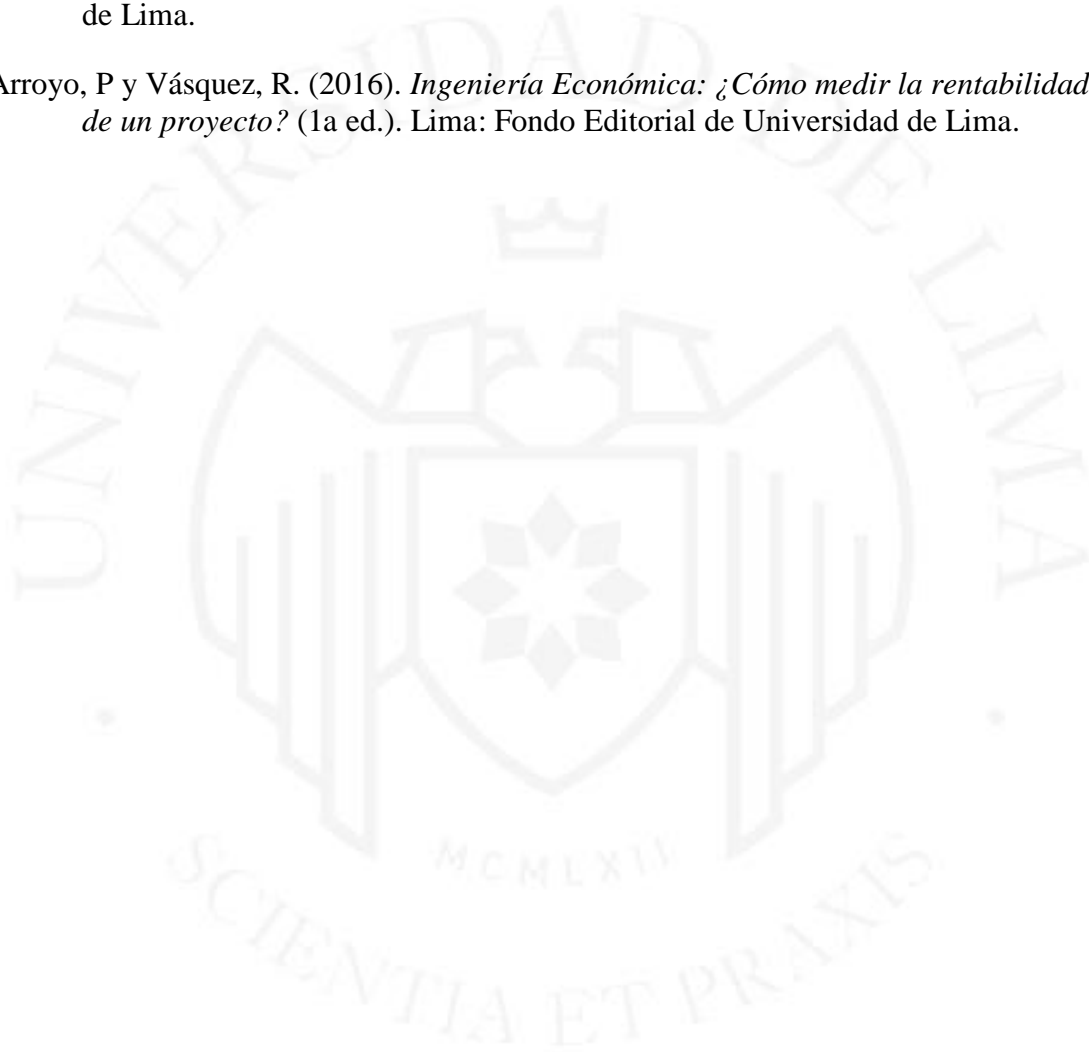 de Lima.
Arroyo, P y Vásquez, R. (2016). Ingeniería Económica: ¿Cómo medir la rentabilidad
de un proyecto? (1a ed.). Lima: Fondo Editorial de Universidad de Lima.
UNIVERSIDAD DE LIMA
MCMLXII
SCIENTIA ET PRAXIS